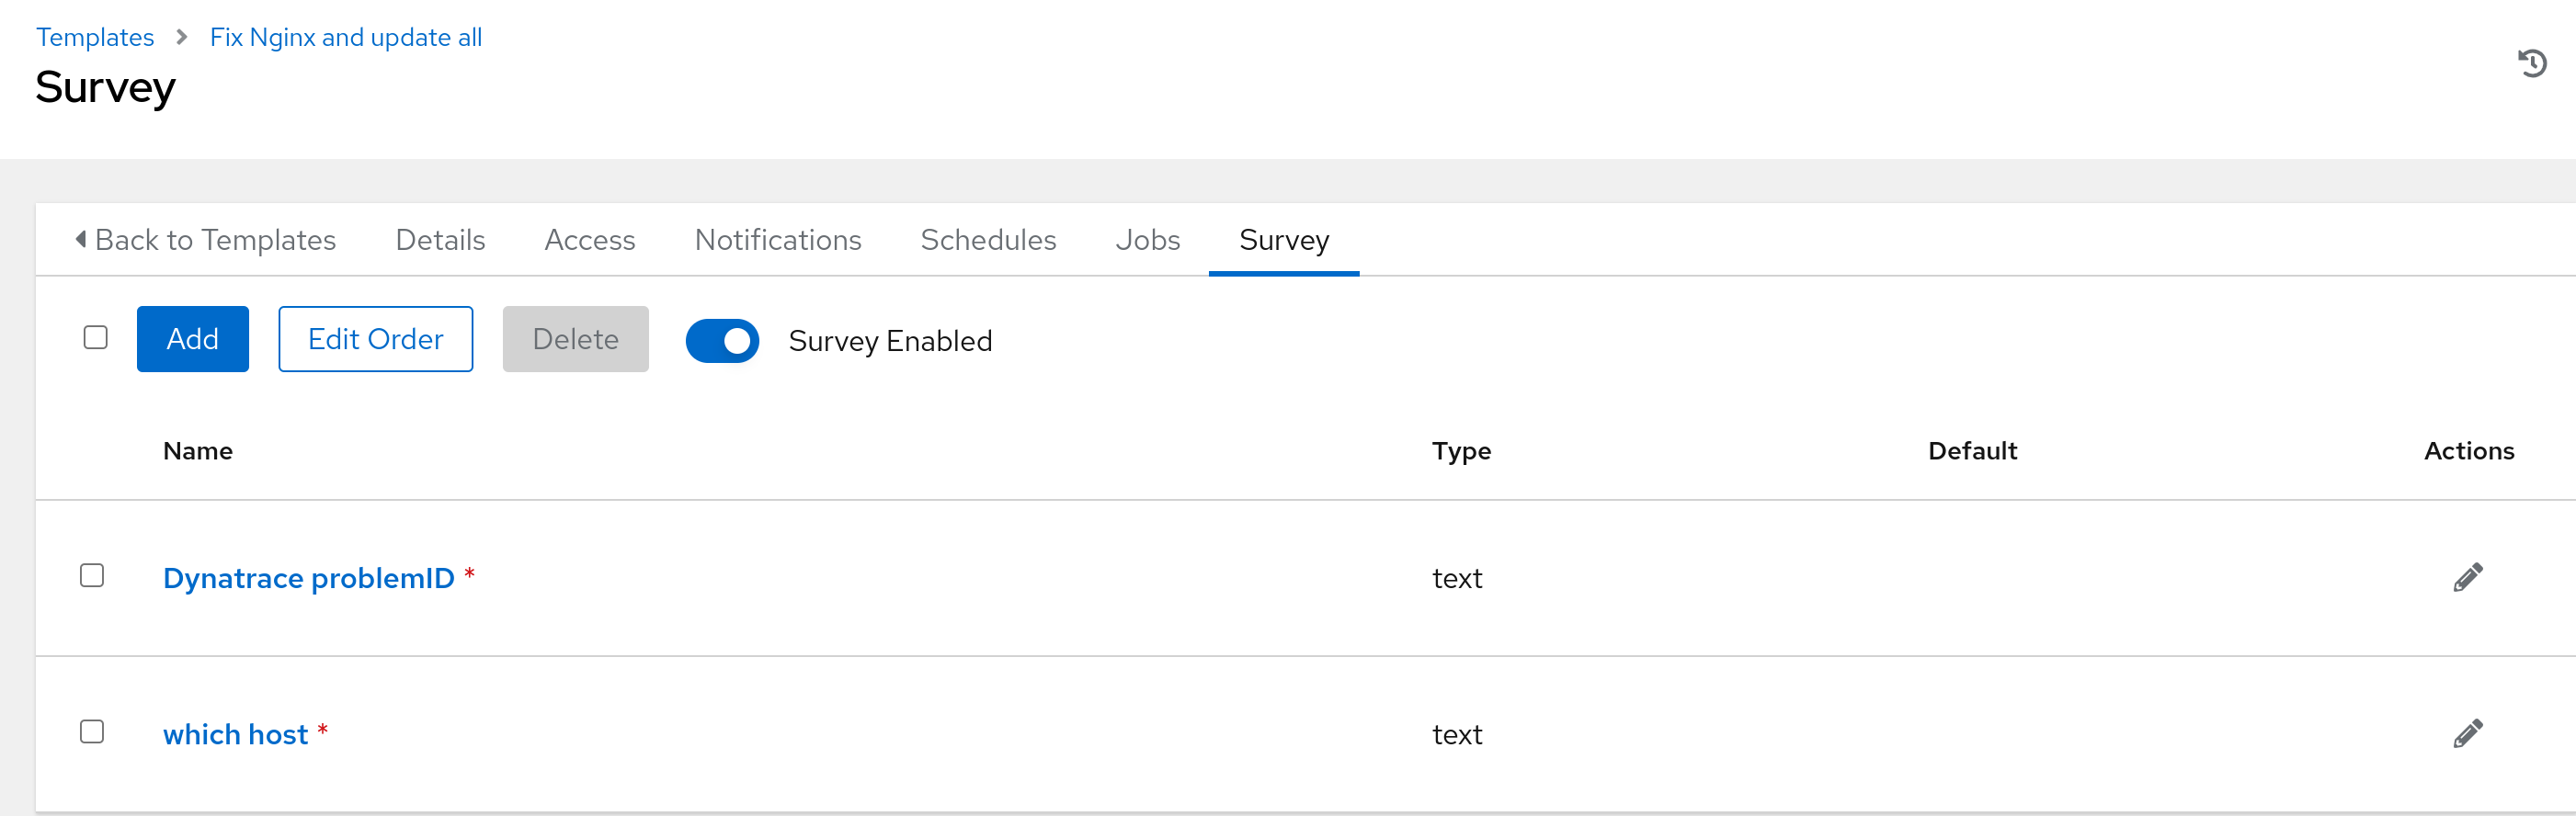 Templates Fix Nginx and update all
Survey
Back to Templates Details Access Notifications Schedules Jobs Survey
Add Edit Order Delete Survey Enabled
Name Type Default Actions
Dynatrace problemID * text
which host * text